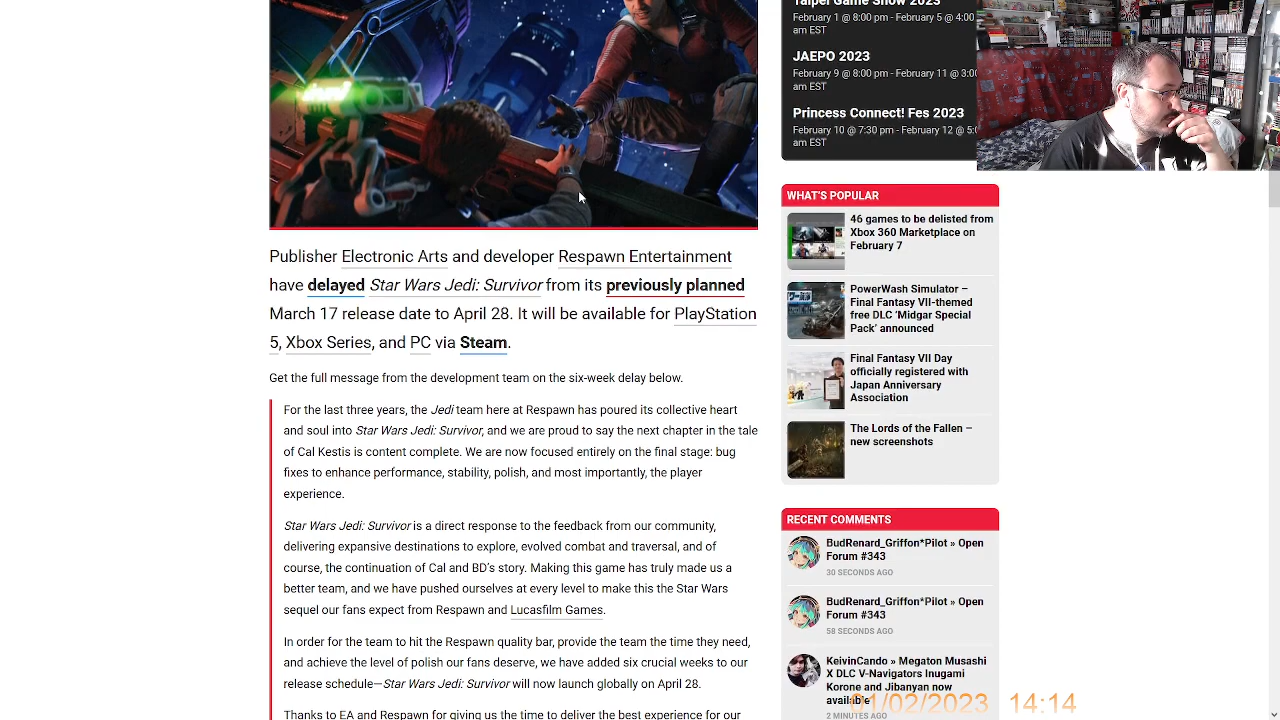 Taipei Game Show 2023
February 1 @ 8:00 pm - February 5 @ 4:00
am EST
JAEPO 2023
February 9 @ 8:00 pm - February 11 @ 3:00
am EST
Princess Connect! Fes 2023
February 10 @ 7:30 pm - February 12 @ 5:
am EST
Publisher Electronic Arts and developer Respawn Entertainment
have delayed Star Wars Jedi: Survivor from its previously planned
March 17 release date to April 28. It will be available for PlayStation
5, Xbox Series, and PC via Steam.
Get the full message from the development team on the six-week delay below.
For the last three years, the Jedi team here at Respawn has poured its collective heart
and soul into Star Wars Jedi: Survivor, and we are proud to say the next chapter in the tale
of Cal Kestis is content complete. We are now focused entirely on the final stage: bug
fixes to enhance performance, stability, polish, and most importantly, the player
experience.
Star Wars Jedi: Survivor is a direct response to the feedback from our community,
delivering expansive destinations to explore, evolved combat and traversal, and of
course, the continuation of Cal and BD's story. Making this game has truly made us a
better team, and we have pushed ourselves at every level to make this the Star Wars
sequel our fans expect from Respawn and Lucasfilm Games.
In order for the team to hit the Respawn quality bar, provide the team the time they need,
and achieve the level of polish our fans deserve, we have added six crucial weeks to our
release schedule—Star Wars Jedi: Survivor will now launch globally on April 28.
Thanks to EA and Respawn for giving us the time to deliver the best experience for our
WHAT'S POPULAR
46 games to be delisted from
Xbox 360 Marketplace on
February 7
PowerWash Simulator –
Final Fantasy VII-themed
free DLC 'Midgar Special
Pack' announced
Final Fantasy VII Day
officially registered with
Japan Anniversary
Association
The Lords of the Fallen –
new screenshots
RECENT COMMENTS
BudRenard_Griffon*Pilot » Open
Forum #343
30 SECONDS AGO
BudRenard_Griffon*Pilot » Open
Forum #343
58 SECONDS AGO
KeivinCando » Megaton Musashi
X DLC V-Navigators Inugami
Korone and Jibanyan now
available
2 MINUTES AGO
01/02/2023 14:14